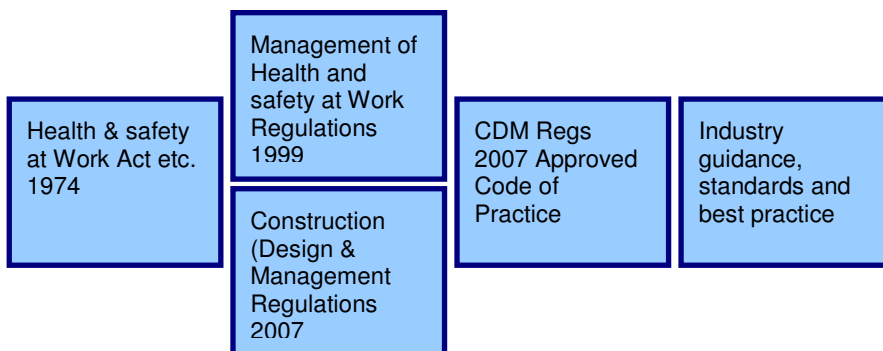 Health & safety
at Work Act etc.
1974
Management of
Health and
safety at Work
Regulations
1999
Construction
(Design &
Management
Regulations
2007
CDM Regs
2007 Approved
Code of
Practice
Industry
guidance,
standards and
best practice